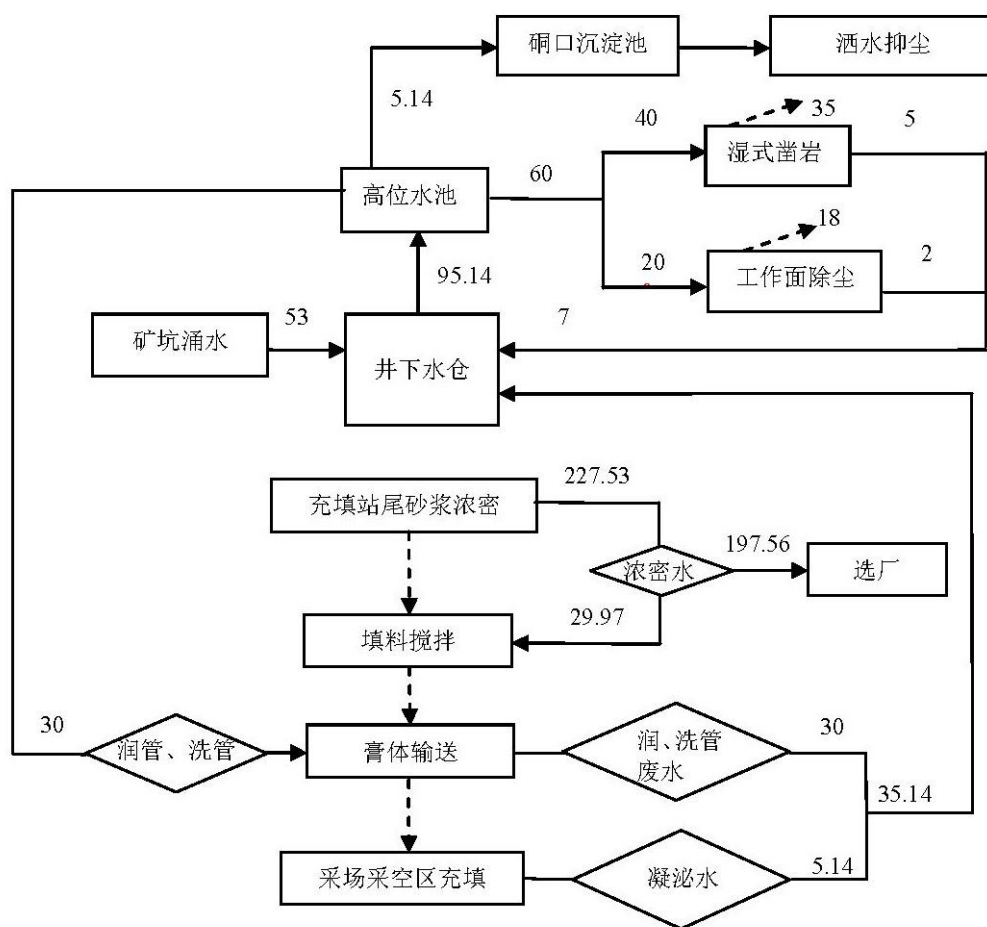 硐口沉淀池
洒水抑尘
5.14
40
35
5
湿式凿岩
高位水池
60
18
20
工作面除尘
2
95.14
矿坑涌水
53
7
井下水仓
227.53
充填站尾砂浆浓密
197.56
浓密水
选厂
29.97
填料搅拌
30
润管、洗管
膏体输送
润、洗管
废水
30
35.14
采场采空区充填
凝泌水
5.14